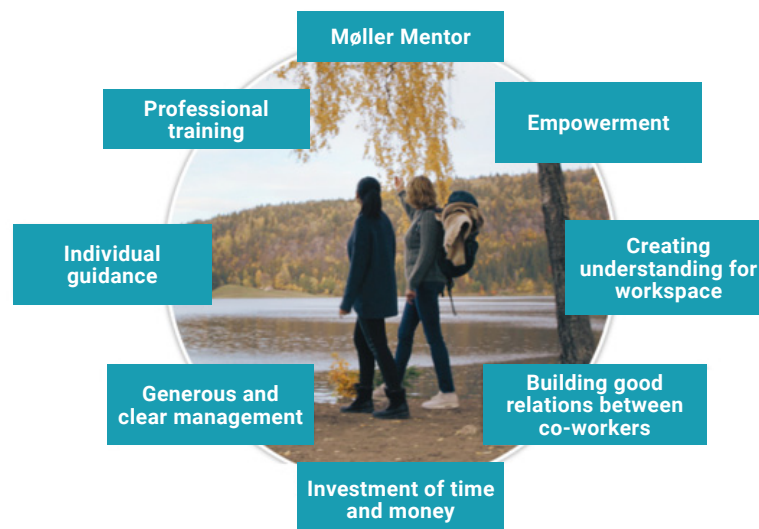 Møller Mentor
Empowerment
Creating
understanding for
workspace
Building good
relations between
co-workers
Investment of time
and money
Generous and
clear management
Individual
guidance
Professional
training